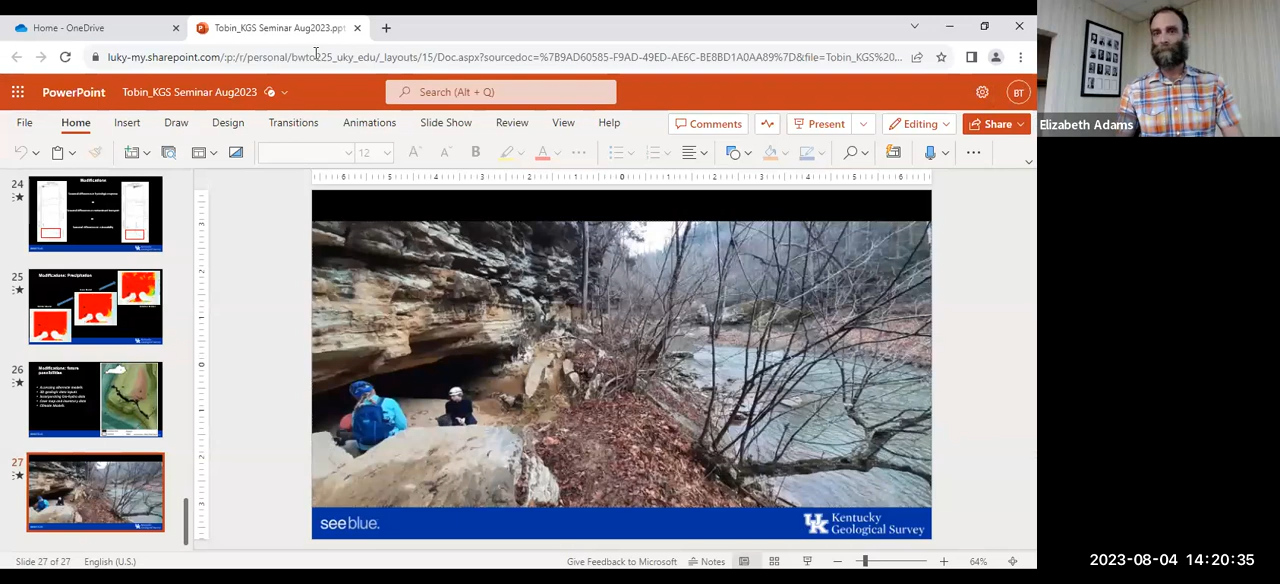 Home - OneDrive
Tobin_KGS Seminar Aug2023.ppt
luky-my.sharepoint.com/:p:/r/personal/bwto225_uky_edu/_layouts/15/Doc.aspx?sourcedoc=%7B9AD60585-F9AD-49ED-AE6C-BE8BD1A0AA89%7D&file=Tobin_KGS%20...
PowerPoint
Tobin_KGS Seminar Aug2023
Search (Alt + Q)
BT
File Home Insert Draw Design Transitions Animations Slide Show Review View Help
Comments
Present
Editing
Share
12
24
Modifications
25
Modifications: Precipitation
26
Modifications: future possibilities
27
see blue.
UK Kentucky
Geological Survey
Slide 27 of 27
English (U.S.)
Give Feedback to Microsoft
Notes
64%
Elizabeth Adams
2023-08-04 14:20:35